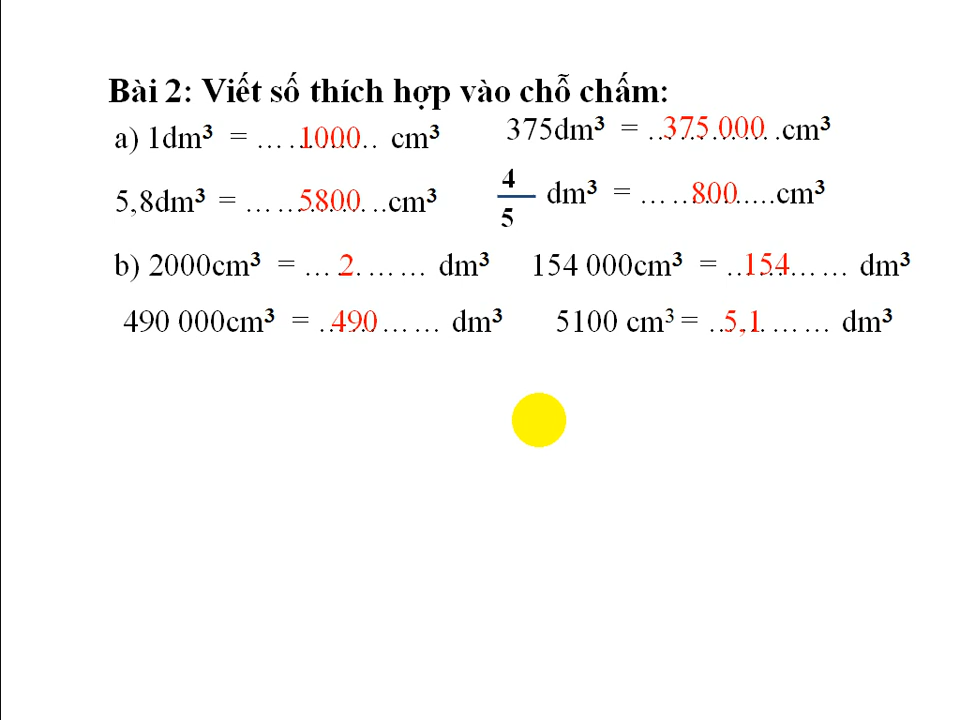 Bài 2: Viết số thích hợp vào chỗ chấm:
a) 1dm³ = ….1000.. cm³ 375dm³ = ..375 000..cm³
5,8dm³ = ….5800…..cm³ 4/5 dm³ = ….800.....cm³
b) 2000cm³ = … 2. …… dm³ 154 000cm³ = ..154…… dm³
490 000cm³ = ..490…… dm³ 5100 cm³ = ..5,1…… dm³